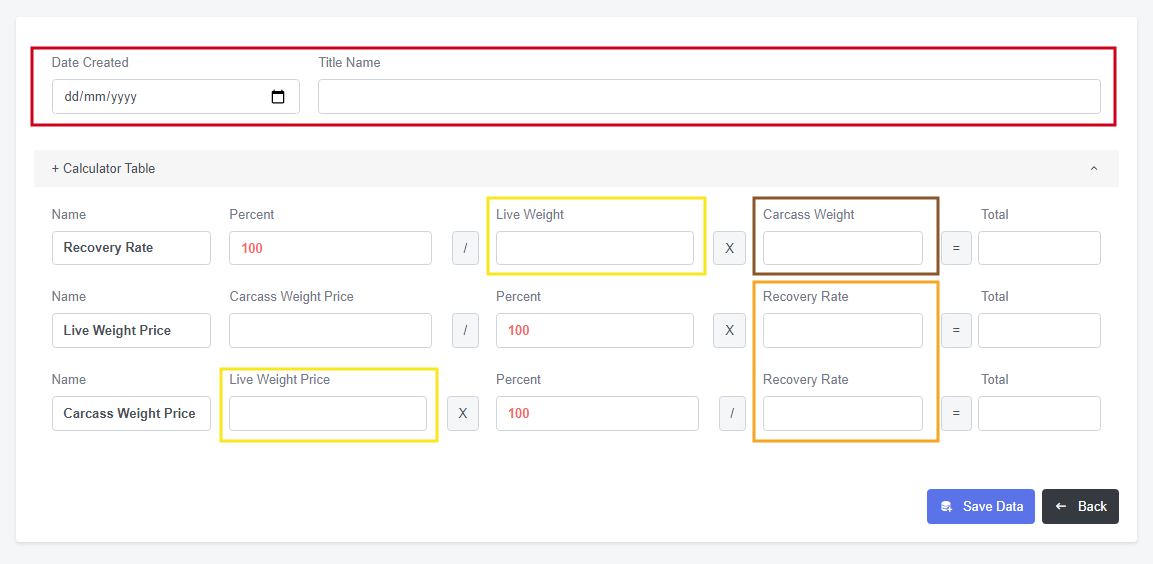 Date Created Title Name
dd/mm/yyyy
+ Calculator Table
Name Percent Live Weight Carcass Weight Total
Recovery Rate 100 / X =
Name Carcass Weight Price Percent Recovery Rate Total
Live Weight Price / 100 X =
Name Live Weight Price Percent Recovery Rate Total
Carcass Weight Price X 100 / =
Save Data Back